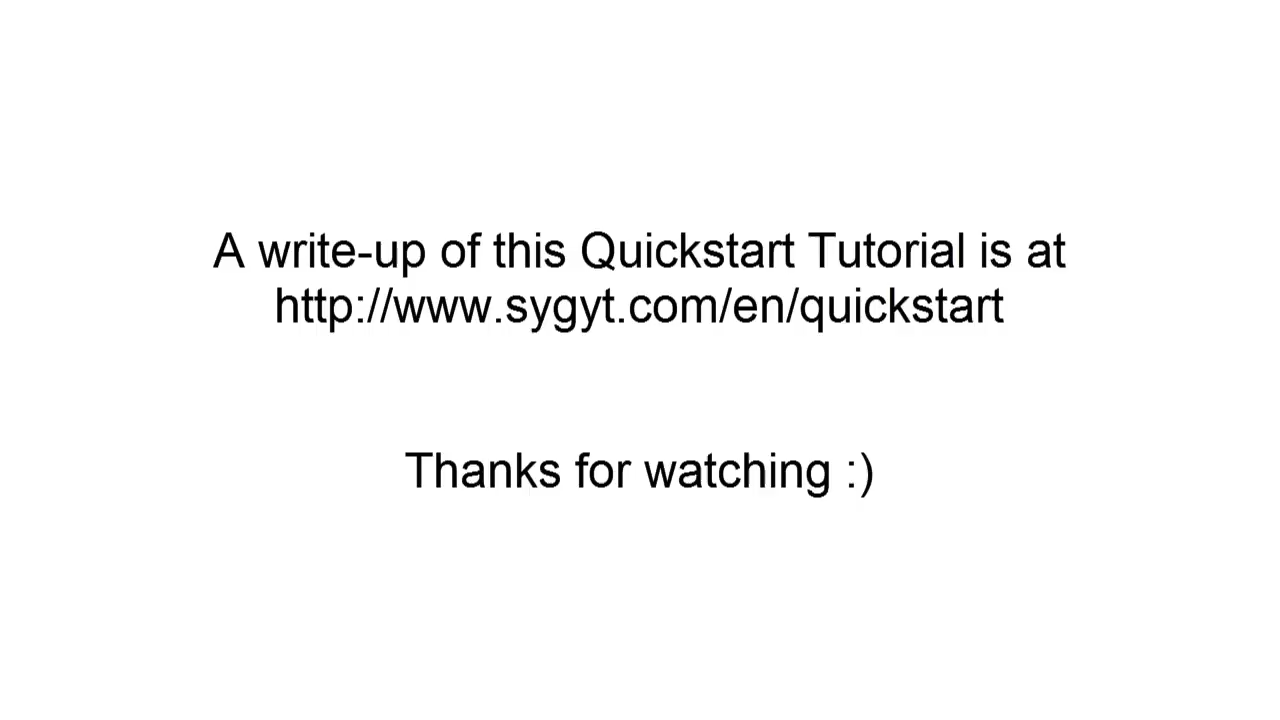 A write-up of this Quickstart Tutorial is at
http://www.sygyt.com/en/quickstart
Thanks for watching :)